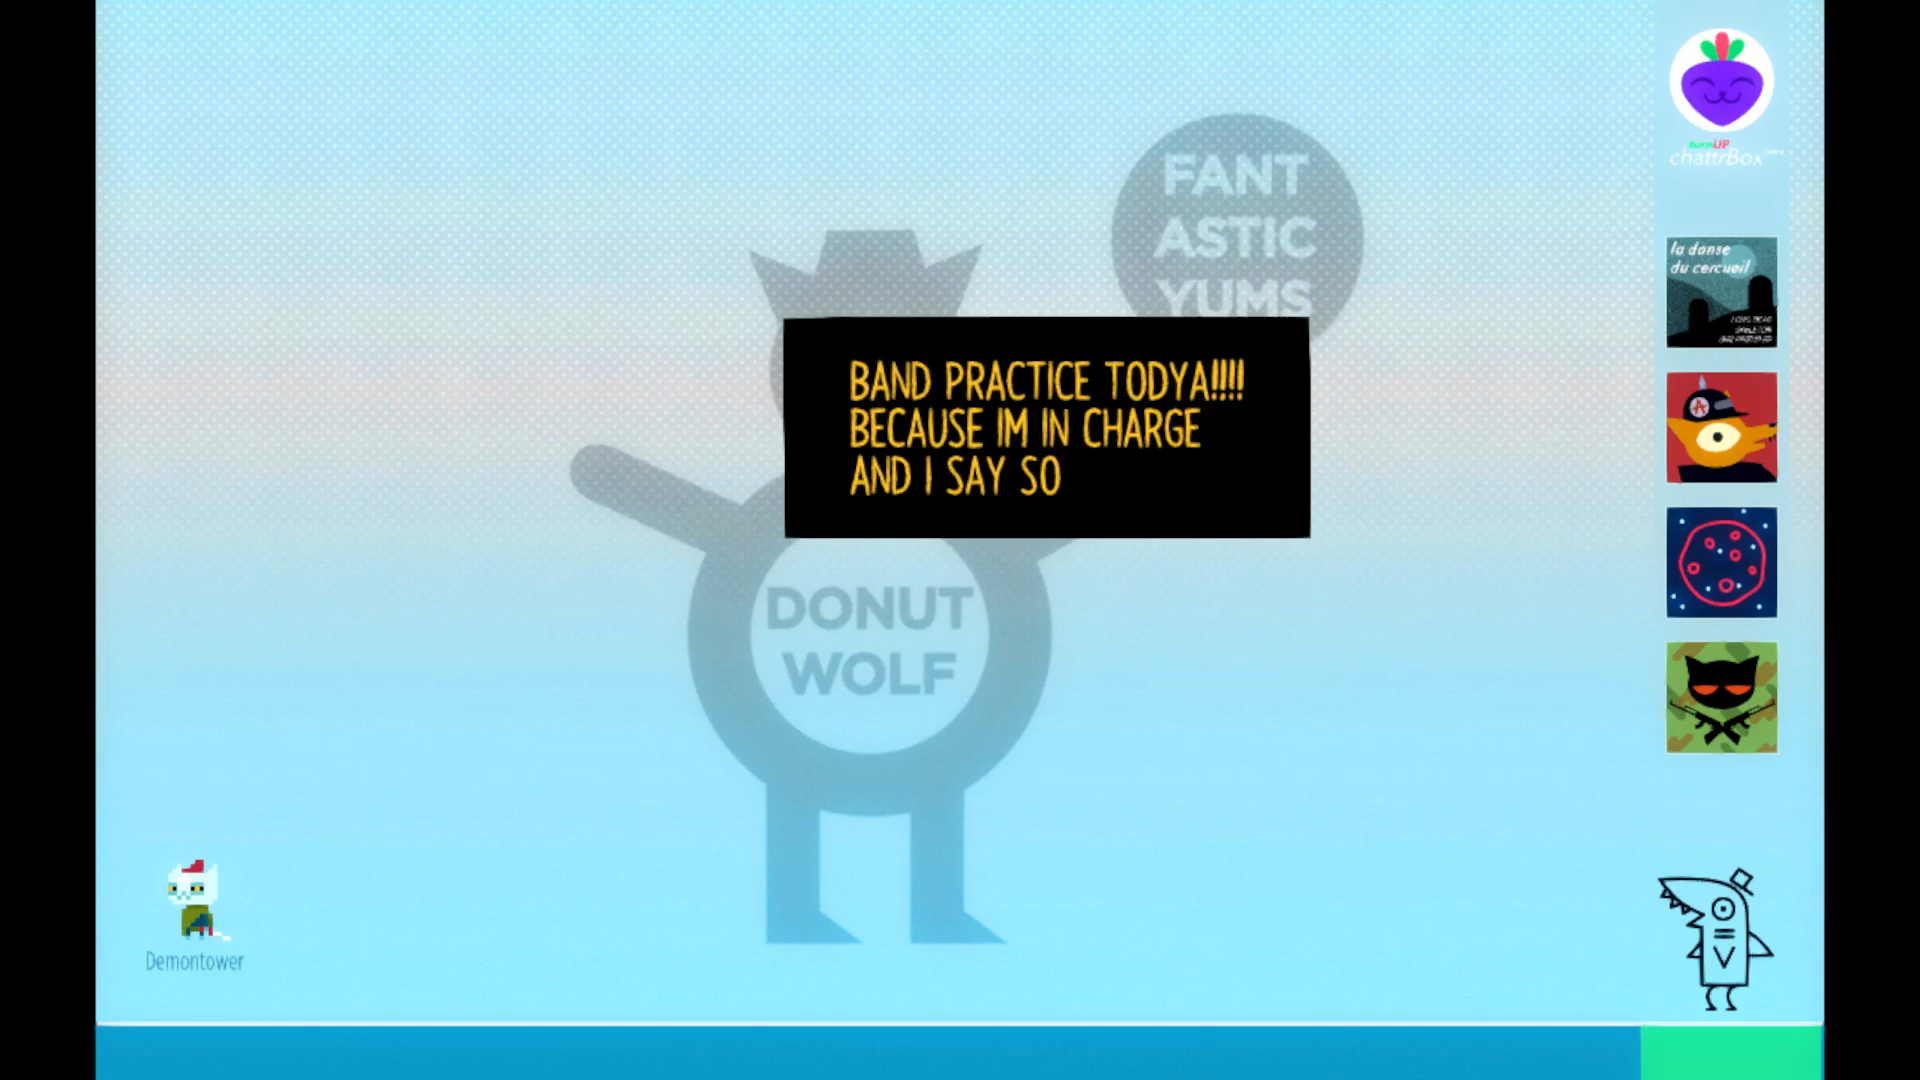 turnUP
chattrBox
FANT
ASTIC
YUMS
la danse
du cercueil
BAND PRACTICE TODYA!!!!
BECAUSE IM IN CHARGE
AND I SAY SO
DONUT
WOLF
Demontower